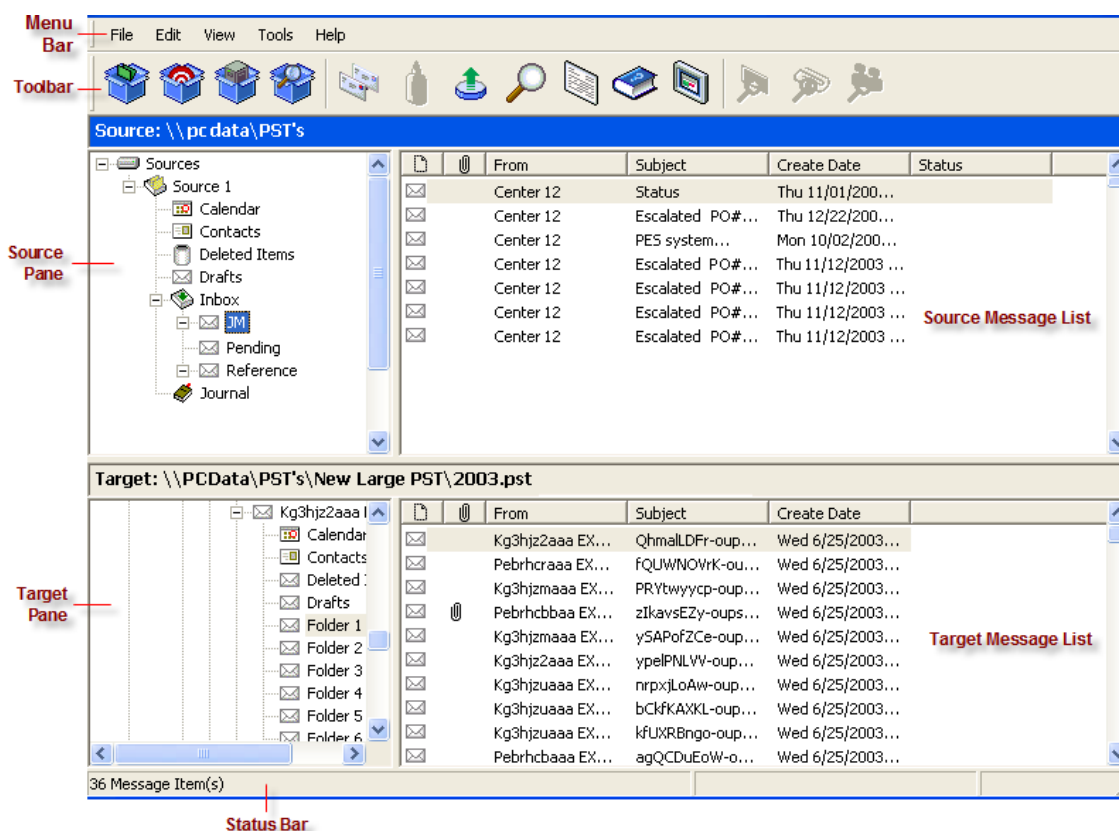 Menu Bar
File Edit View Tools Help
Toolbar
Source: \\pcdata\PST's
Sources
Source 1
Calendar
Contacts
Deleted Items
Drafts
Inbox
JM
Pending
Reference
Journal
Source Pane
From Subject Create Date Status
Center 12 Status Thu 11/01/200...
Center 12 Escalated PO#... Thu 12/22/200...
Center 12 PES system... Mon 10/02/200...
Center 12 Escalated PO#... Thu 11/12/2003 ...
Center 12 Escalated PO#... Thu 11/12/2003 ...
Center 12 Escalated PO#... Thu 11/12/2003 ...
Center 12 Escalated PO#... Thu 11/12/2003 ...
Source Message List
Target: \\PCData\PST's\New Large PST\2003.pst
Kg3hjz2aaa
Calendar
Contacts
Deleted
Drafts
Folder 1
Folder 2
Folder 3
Folder 4
Folder 5
Folder 6
Target Pane
From Subject Create Date
Kg3hjz2aaa EX... QhmalLDFr-oup... Wed 6/25/2003...
Pebrhcraaa EX... fQUWNOVrK-ou... Wed 6/25/2003...
Kg3hjzmaaa EX... PRYtwyycp-oup... Wed 6/25/2003...
Pebrhcbbaa EX... zIkavsEZy-oups... Wed 6/25/2003...
Kg3hjzmaaa EX... ySAPofZCe-oup... Wed 6/25/2003...
Kg3hjz2aaa EX... ypelPNLVV-oup... Wed 6/25/2003...
Kg3hjzuaaa EX... nrpxjLoAw-oup... Wed 6/25/2003...
Kg3hjzuaaa EX... bCkfKAXKL-oup... Wed 6/25/2003...
Kg3hjzuaaa EX... kfUXRBngo-oup... Wed 6/25/2003...
Pebrhcbaaa EX... agQCDuEoW-o... Wed 6/25/2003...
Target Message List
36 Message Item(s)
Status Bar